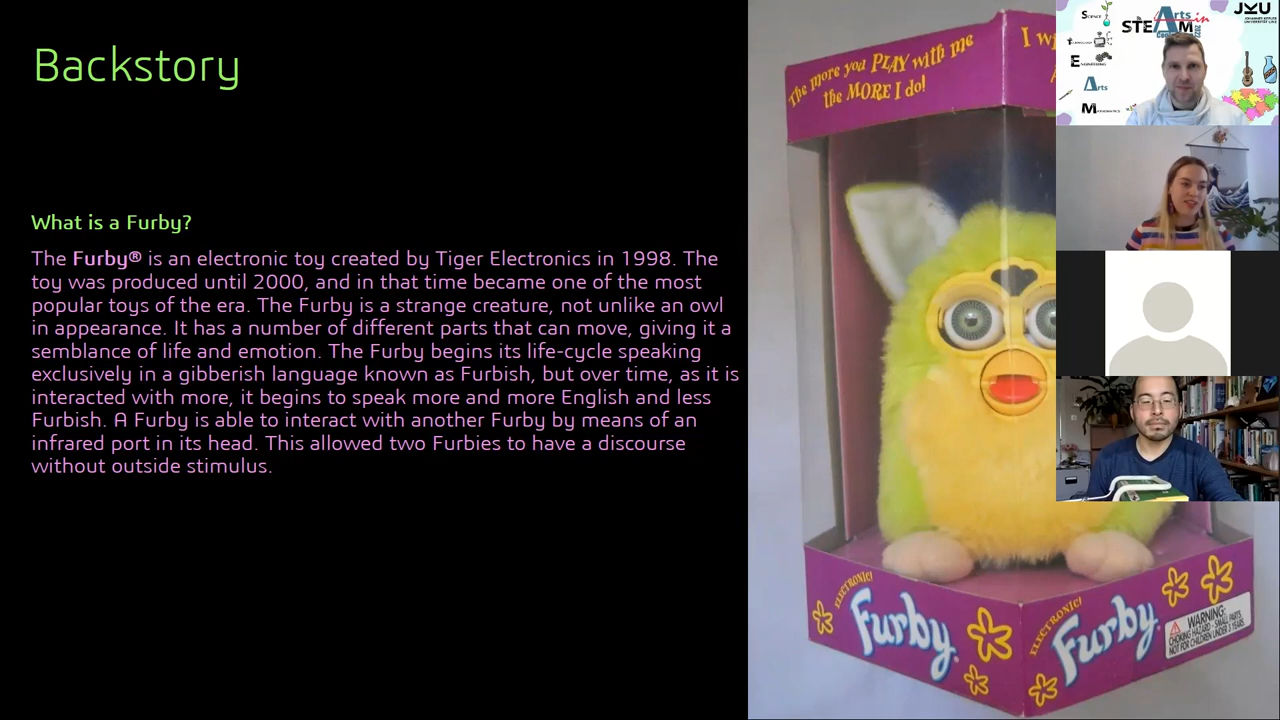 Backstory
What is a Furby?
The Furby® is an electronic toy created by Tiger Electronics in 1998. The
toy was produced until 2000, and in that time became one of the most
popular toys of the era. The Furby is a strange creature, not unlike an owl
in appearance. It has a number of different parts that can move, giving it a
semblance of life and emotion. The Furby begins its life-cycle speaking
exclusively in a gibberish language known as Furbish, but over time, as it is
interacted with more, it begins to speak more and more English and less
Furbish. A Furby is able to interact with another Furby by means of an
infrared port in its head. This allowed two Furbies to have a discourse
without outside stimulus.
The more you PLAY with me
the MORE I do!
ELECTRONIC!
Furby
ELECTRONIC!
Furby
WARNING:
CHOKING HAZARD - SMALL PARTS.
NOT FOR CHILDREN UNDER 3 YEARS.
SCIENCE
ENGINEERING
Arts
MATHEMATICS
Arts in
STEAM
JKU